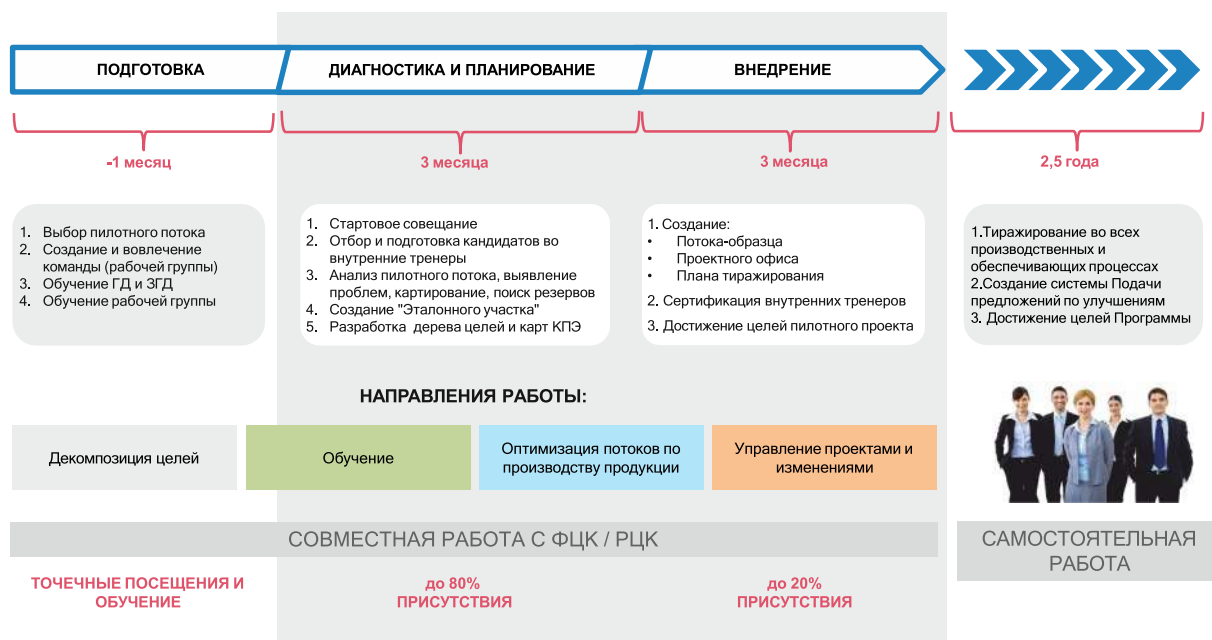 ПОДГОТОВКА
ДИАГНОСТИКА И ПЛАНИРОВАНИЕ
ВНЕДРЕНИЕ
-1 месяц
3 месяца
3 месяца
2,5 года
1. Выбор пилотного потока
2. Создание и вовлечение
команды (рабочей группы)
3. Обучение ГД и ЗГД
4. Обучение рабочей группы
1. Стартовое совещание
2. Отбор и подготовка кандидатов во
внутренние тренеры
3. Анализ пилотного потока, выявление
проблем, картирование, поиск резервов
4. Создание "Эталонного участка"
5. Разработка дерева целей и карт КПЭ
1. Создание:
• Потока-образца
• Проектного офиса
• Плана тиражирования
2. Сертификация внутренних тренеров
3. Достижение целей пилотного проекта
1.Тиражирование во всех
производственных и
обеспечивающих процессах
2.Создание системы Подачи
предложений по улучшениям
3. Достижение целей Программы
НАПРАВЛЕНИЯ РАБОТЫ:
Декомпозиция целей
Обучение
Оптимизация потоков по
производству продукции
Управление проектами и
изменениями
СОВМЕСТНАЯ РАБОТА С ФЦК / РЦК
САМОСТОЯТЕЛЬНАЯ
РАБОТА
ТОЧЕЧНЫЕ ПОСЕЩЕНИЯ И
ОБУЧЕНИЕ
до 80%
ПРИСУТСТВИЯ
до 20%
ПРИСУТСТВИЯ